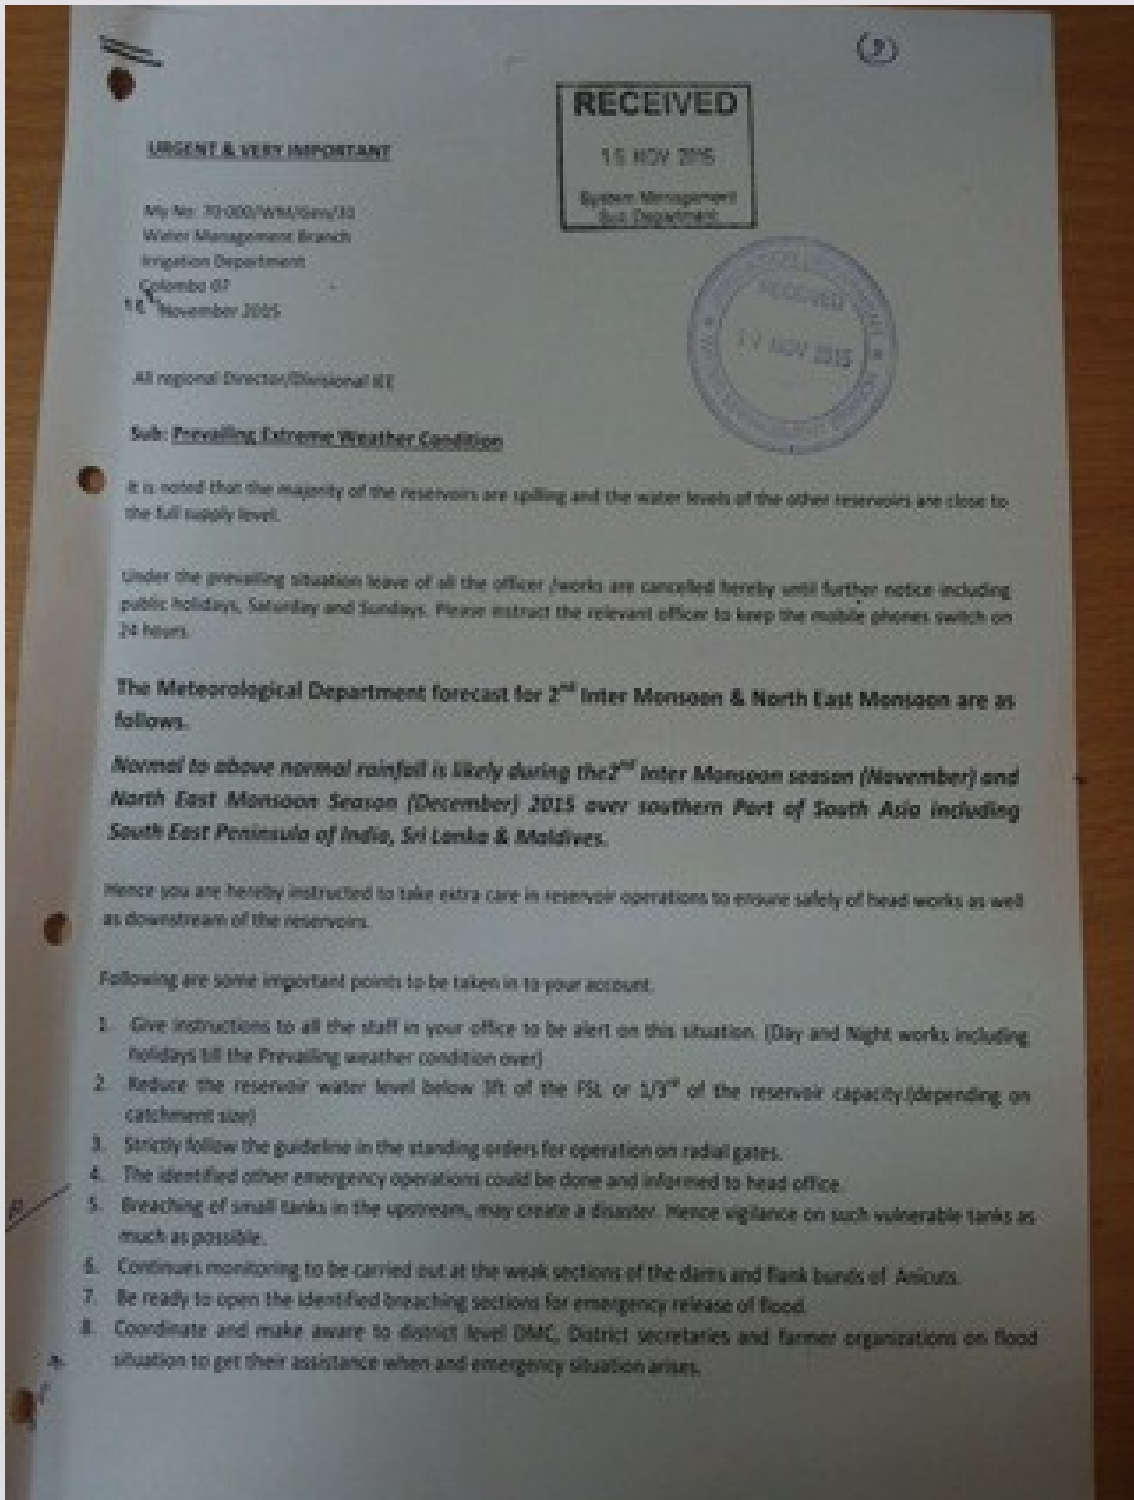 (9)
RECEIVED
16 NOV 2015
System Management
Sub Department
URGENT & VERY IMPORTANT
My No: 70-000/WM/Gen/31
Water Management Branch
Irrigation Department
Colombo 07
November 2015
RECEIVED
NOV 2015
All regional Director/Divisional IEE
Sub: Prevailing Extreme Weather Condition
It is noted that the majority of the reservoirs are spilling and the water levels of the other reservoirs are close to
the full supply level.
Under the prevailing situation leave of all the officer /works are cancelled hereby until further notice including
public holidays, Saturday and Sundays. Please instruct the relevant officer to keep the mobile phones switch on
24 hours.
The Meteorological Department forecast for 2nd Inter Monsoon & North East Monsoon are as
follows.
Normal to above normal rainfall is likely during the2nd Inter Monsoon season (November) and
North East Monsoon Season (December) 2015 over southern Part of South Asia including
South East Peninsula of India, Sri Lanka & Maldives.
Hence you are hereby instructed to take extra care in reservoir operations to ensure safely of head works as well
as downstream of the reservoirs.
Following are some important points to be taken in to your account.
1. Give instructions to all the staff in your office to be alert on this situation. (Day and Night works including
holidays till the Prevailing weather condition over)
2. Reduce the reservoir water level below 3ft of the FSL or 1/3rd of the reservoir capacity.(depending on
catchment size)
3. Strictly follow the guideline in the standing orders for operation on radial gates.
4. The identified other emergency operations could be done and informed to head office.
5. Breaching of small tanks in the upstream, may create a disaster. Hence vigilance on such vulnerable tanks as
much as possible.
6. Continues monitoring to be carried out at the weak sections of the dams and flank bunds of Anicuts.
7. Be ready to open the identified breaching sections for emergency release of flood.
8. Coordinate and make aware to district level DMC, District secretaries and farmer organizations on flood
situation to get their assistance when and emergency situation arises.